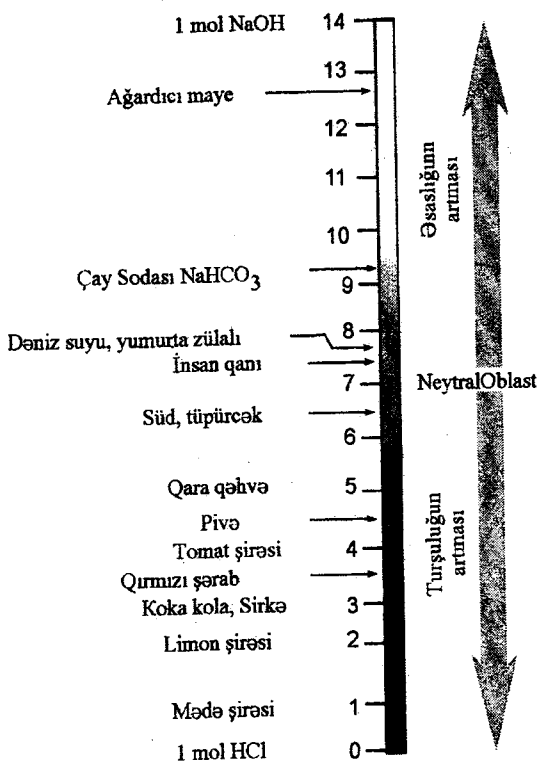 1 mol NaOH 14
13
Ağardıcı maye
12
11
10
Çay Sodası NaHCO₃
9
8
Dəniz suyu, yumurta zülalı
İnsan qanı
7
Süd, tüpürcək
6
Qara qəhvə 5
Pivə
Tomat şirəsi 4
Qırmızı şərab
Koka kola, Sirkə 3
Limon şirəsi 2
Mədə şirəsi 1
1 mol HCl 0
Əsaslığınn
artması
NeytralOblast
Turşuluğun
artması